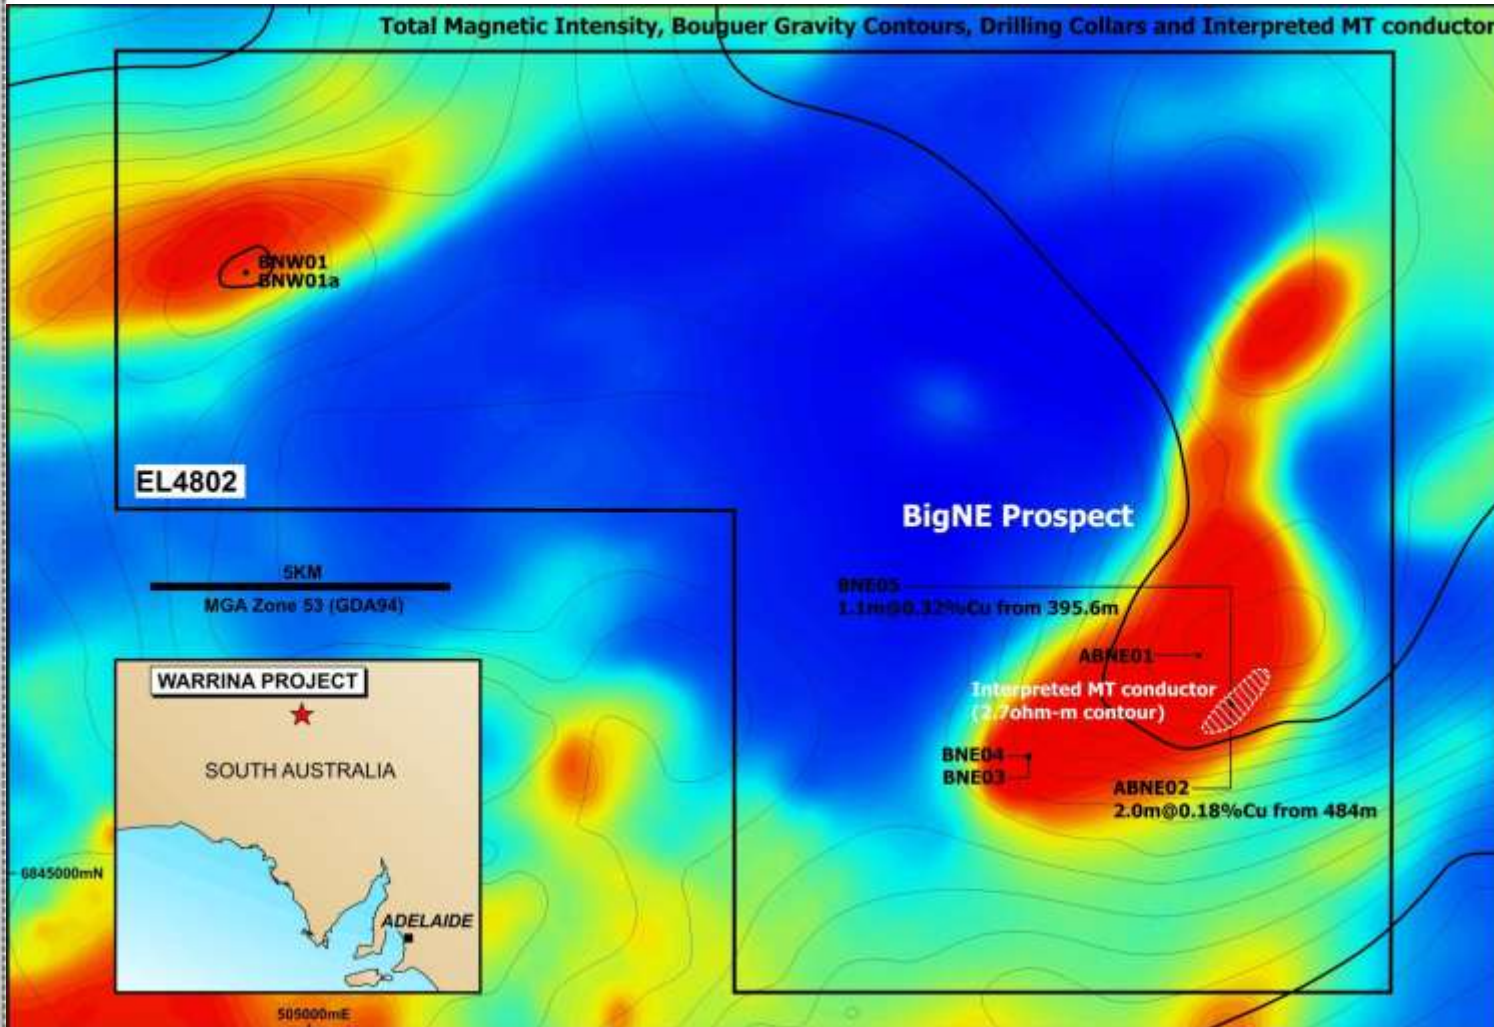 Total Magnetic Intensity, Bouguer Gravity Contours, Drilling Collars and Interpreted MT conductor
BNW01
BNW01a
EL4802
BigNE Prospect
5KM
MGA Zone 53 (GDA94)
BNE05
1.1m@0.32%Cu from 395.6m
ABNE01
Interpreted MT conductor
(2.7ohm-m contour)
BNE04
BNE03
ABNE02
2.0m@0.18%Cu from 484m
WARRINA PROJECT
SOUTH AUSTRALIA
ADELAIDE
6845000mN
505000mE